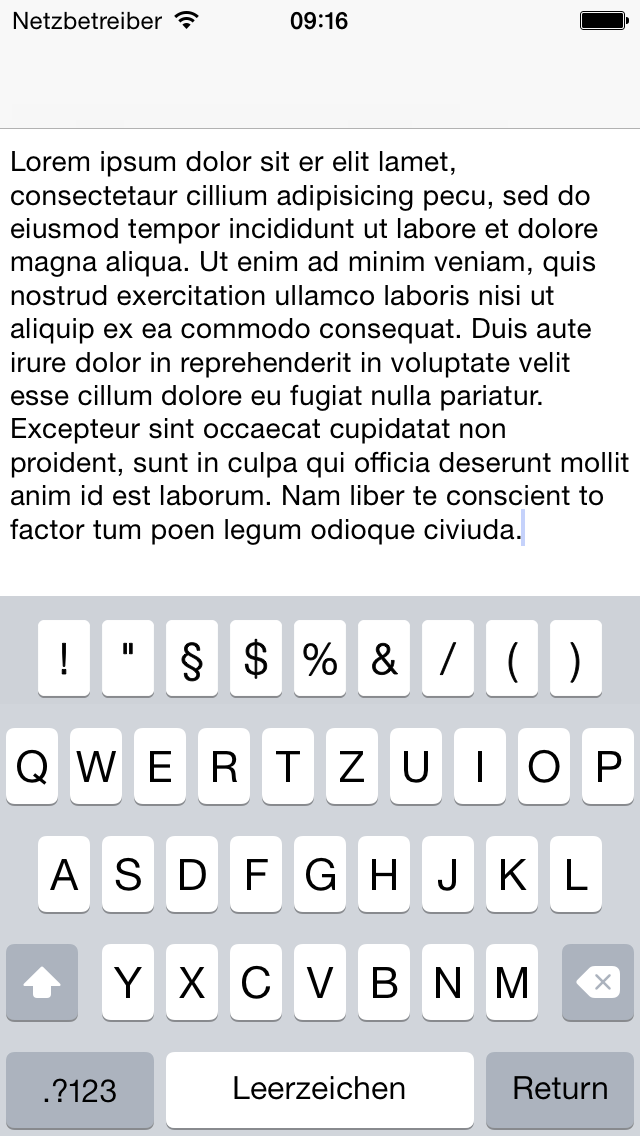 Netzbetreiber 09:16
Lorem ipsum dolor sit er elit lamet,
consectetaur cillium adipisicing pecu, sed do
eiusmod tempor incididunt ut labore et dolore
magna aliqua. Ut enim ad minim veniam, quis
nostrud exercitation ullamco laboris nisi ut
aliquip ex ea commodo consequat. Duis aute
irure dolor in reprehenderit in voluptate velit
esse cillum dolore eu fugiat nulla pariatur.
Excepteur sint occaecat cupidatat non
proident, sunt in culpa qui officia deserunt mollit
anim id est laborum. Nam liber te conscient to
factor tum poen legum odioque civiuda.
! " § $ % & / ( )
Q W E R T Z U I O P
A S D F G H J K L
Y X C V B N M
.?123 Leerzeichen Return